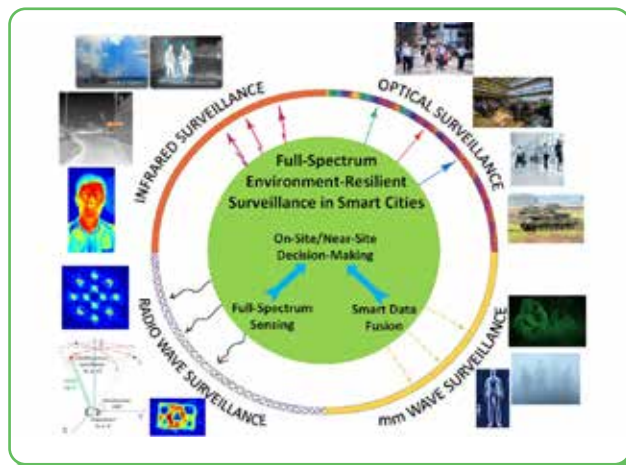 INFRARED SURVEILLANCE
OPTICAL SURVEILLANCE
Full-Spectrum
Environment-Resilient
Surveillance in Smart Cities
On-Site/Near-Site
Decision-Making
Full-Spectrum
Sensing
Smart Data
Fusion
RADIO WAVE SURVEILLANCE
mm WAVE SURVEILLANCE